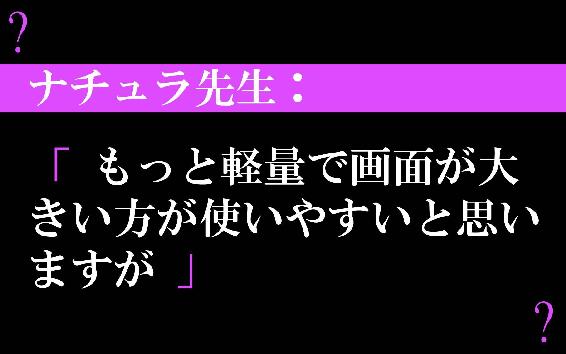 ?
ナチュラ先生：
「 もっと軽量で画面が大
きい方が使いやすいと思い
ますが 」
?